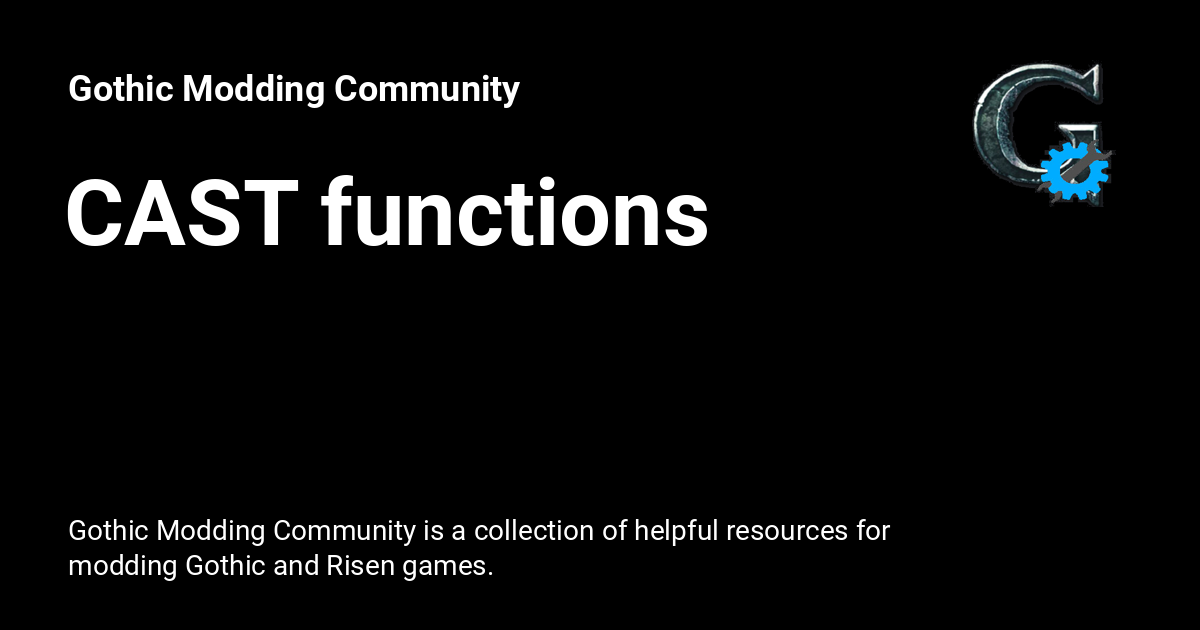 Gothic Modding Community
CAST functions
Gothic Modding Community is a collection of helpful resources for
modding Gothic and Risen games.